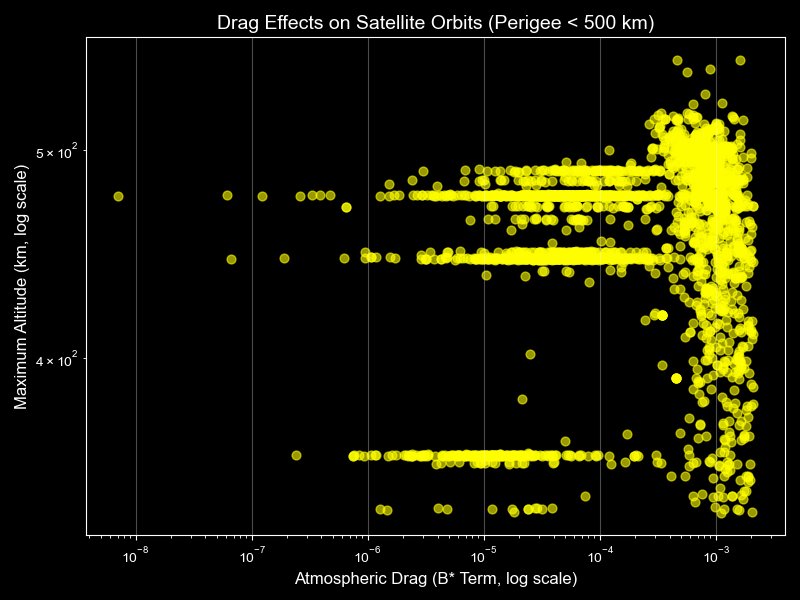 Drag Effects on Satellite Orbits (Perigee < 500 km)
Maximum Altitude (km, log scale)
5 × 10²
4 × 10²
10⁻⁸ 10⁻⁷ 10⁻⁶ 10⁻⁵ 10⁻⁴ 10⁻³
Atmospheric Drag (B* Term, log scale)